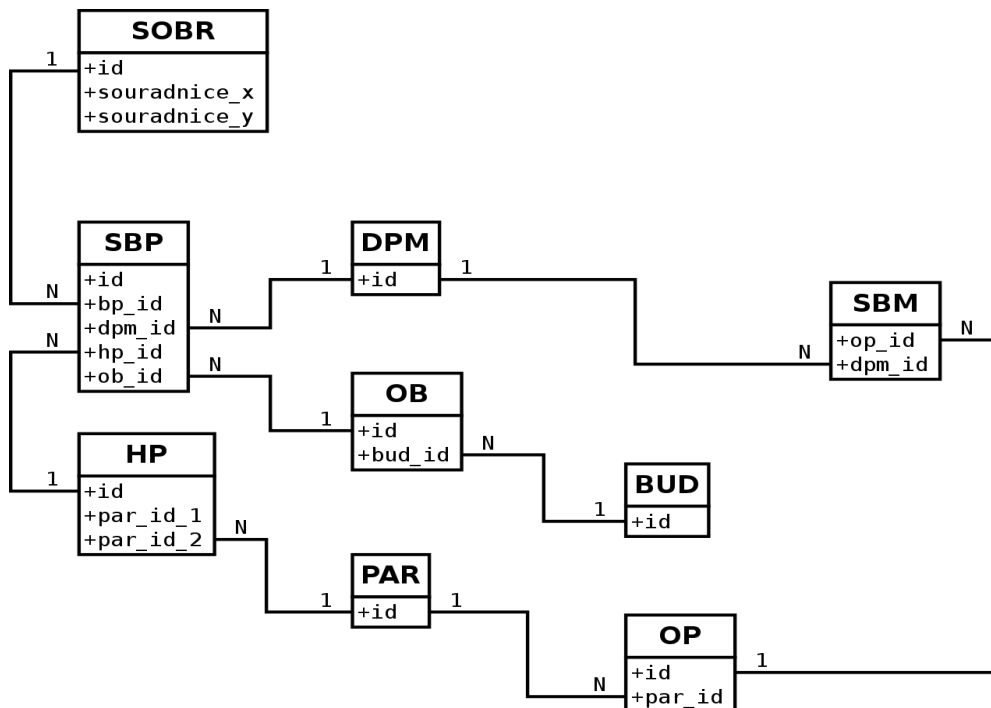 SOBR
1
+id
+souradnice_x
+souradnice_y
SBP
+id
N
+bp_id
+dpm_id
N
N
+hp_id
+ob_id
N
DPM
1
+id
1
SBM
+op_id
N
N
+dpm_id
OB
1
+id
+bud_id
N
HP
1
+id
+par_id_1
+par_id_2
N
BUD
1
+id
PAR
1
+id
1
OP
+id
1
N
+par_id